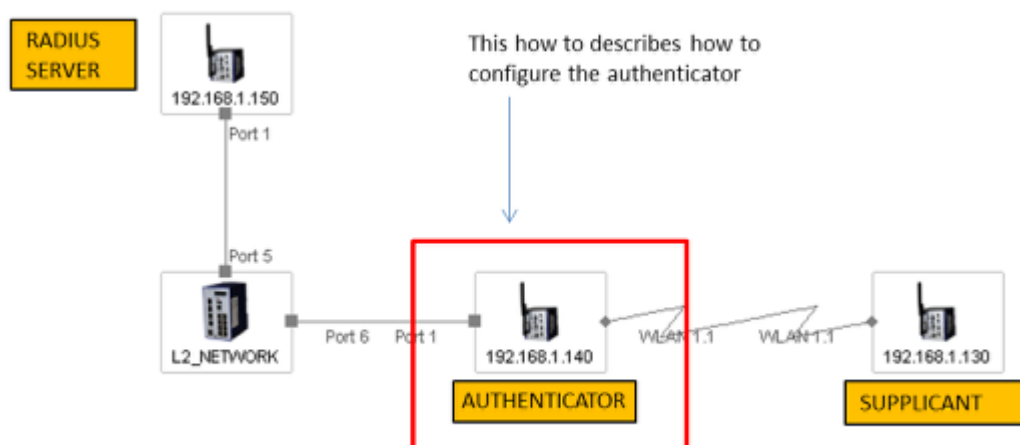 RADIUS
SERVER
192.168.1.150
Port 1
This how to describes how to
configure the authenticator
Port 5
L2_NETWORK
Port 6
Port 1
192.168.1.140
WLAN 1.1
WLAN 1.1
192.168.1.130
AUTHENTICATOR
SUPPLICANT